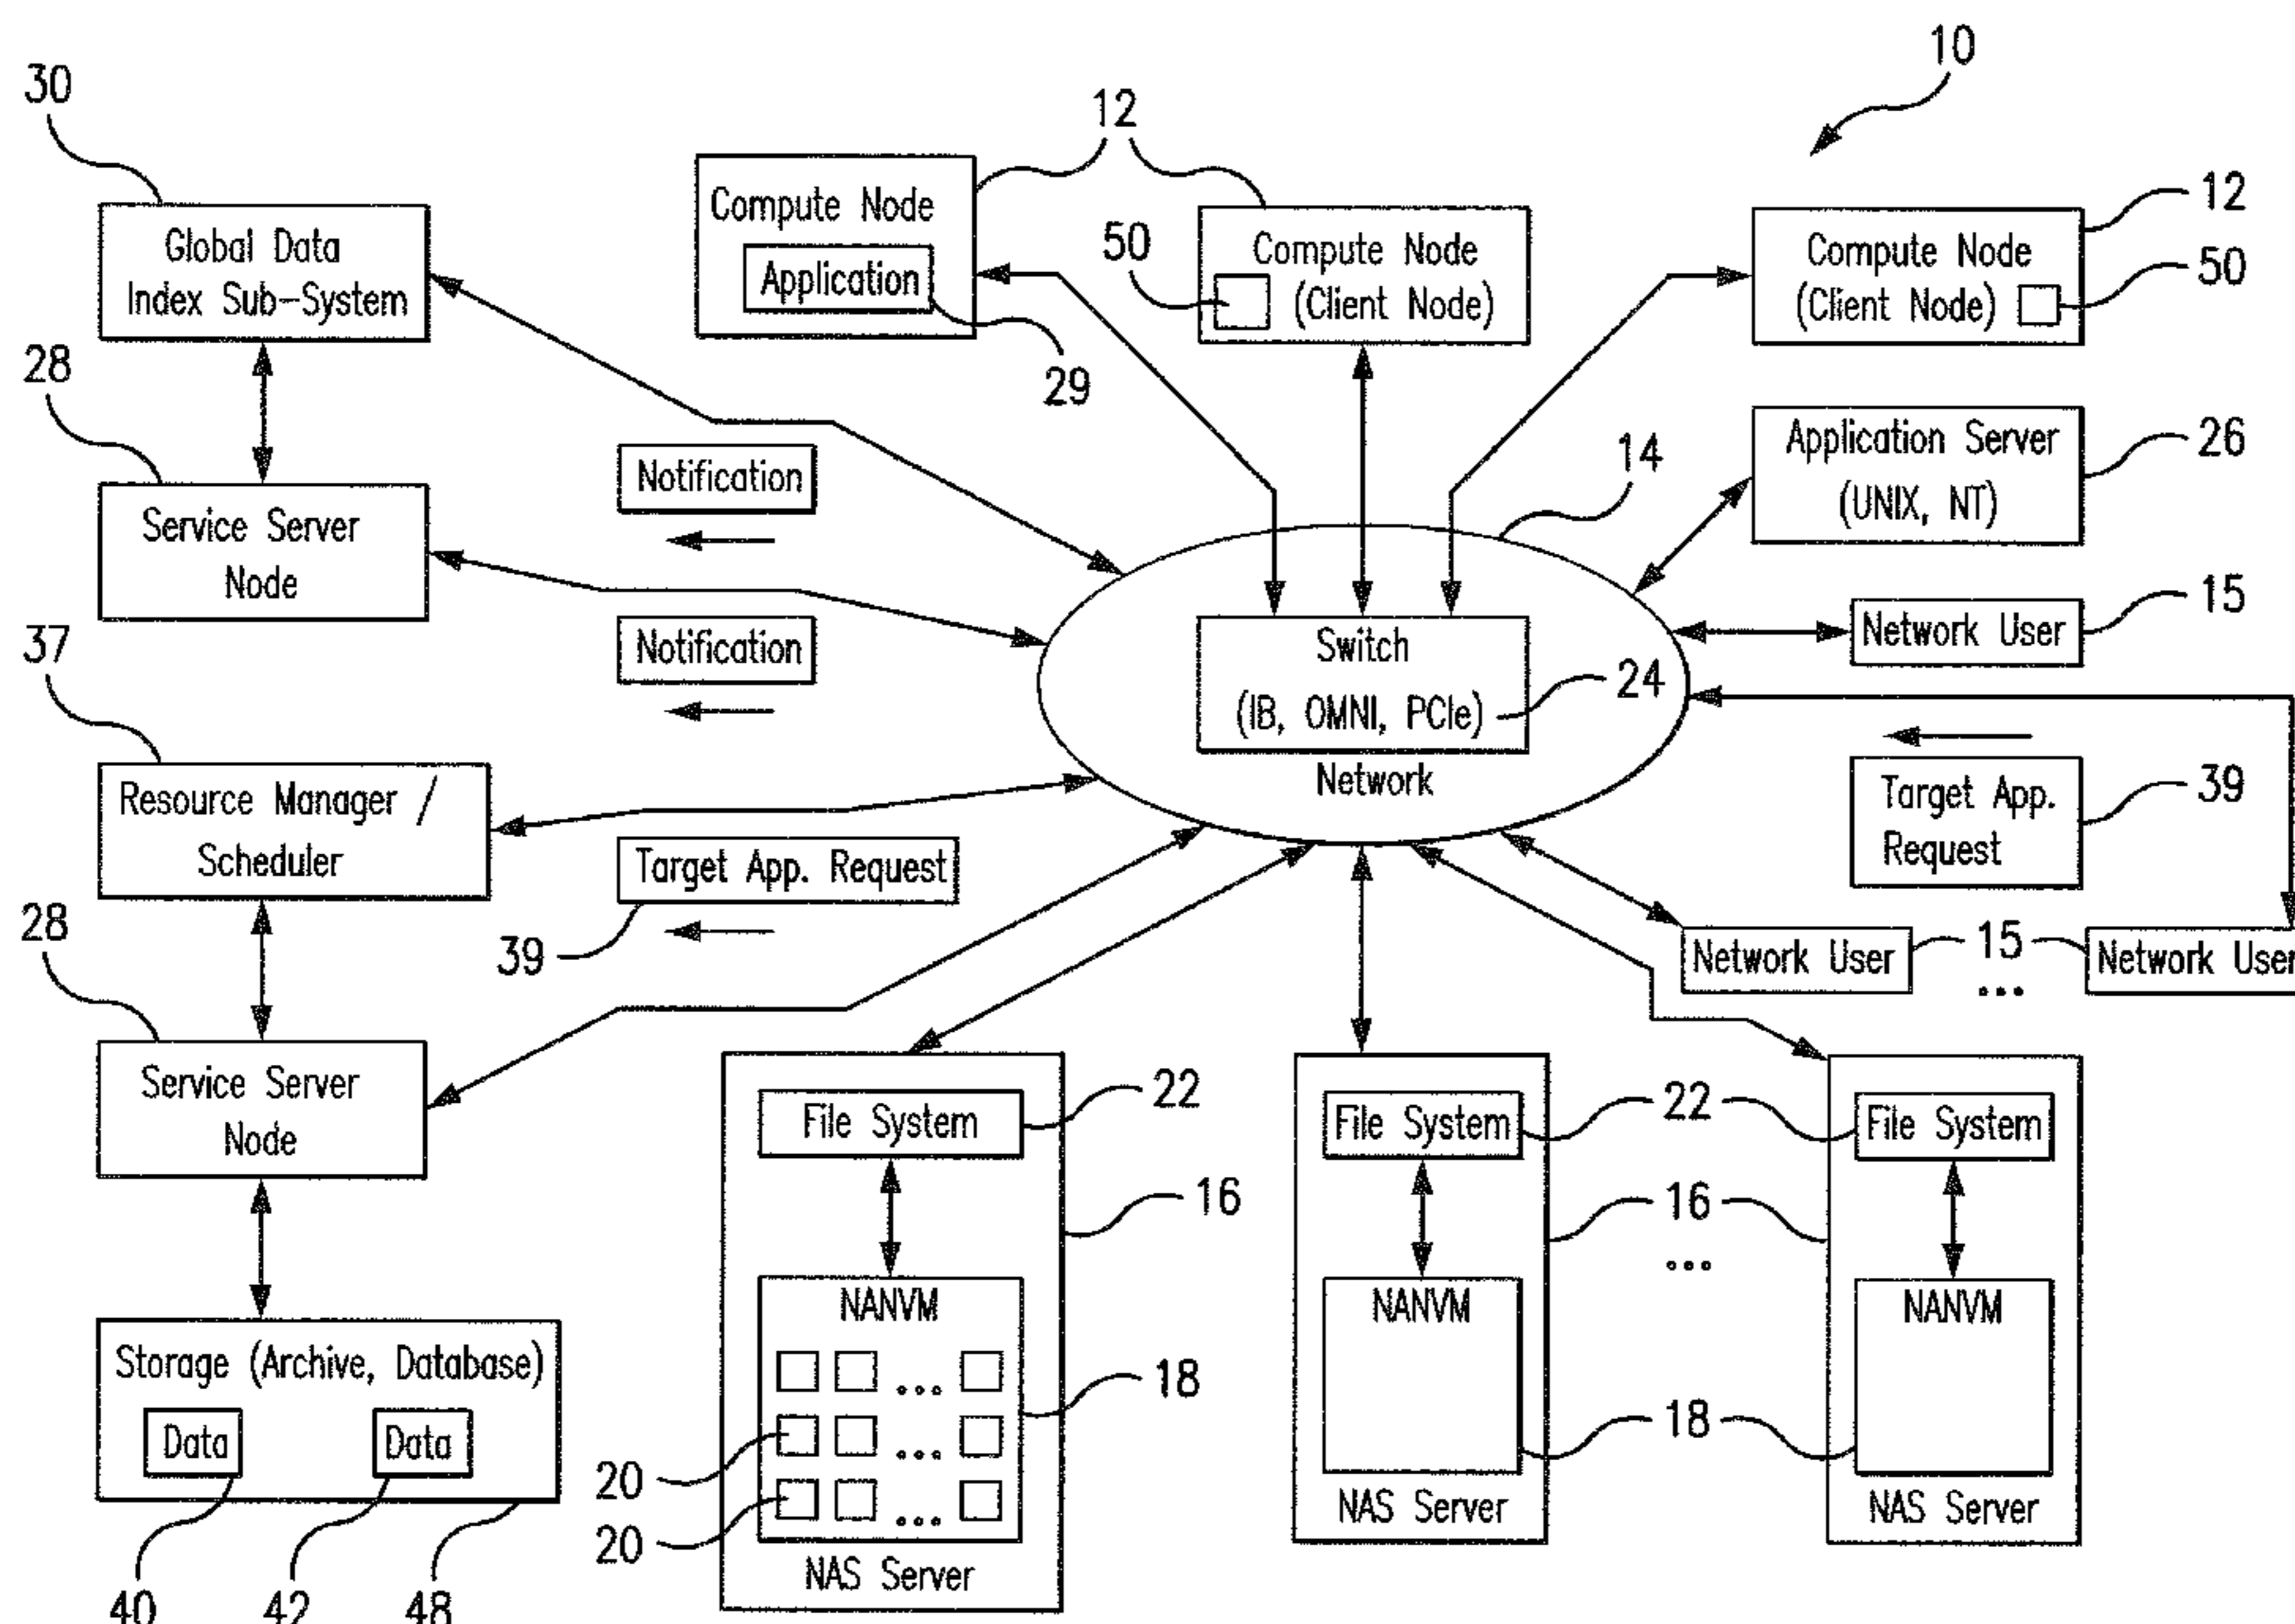 10
30
12
Compute Node
Application
29
50
Compute Node
(Client Node)
12
Compute Node
(Client Node)
50
Global Data
Index Sub-System
28
Service Server
Node
Notification
Notification
14
Application Server
(UNIX, NT)
26
15
Network User
Switch
(IB, OMNI, PCIe)
24
Network
37
Resource Manager /
Scheduler
Target App. Request
39
Target App.
Request
39
Network User
15
...
Network User
28
Service Server
Node
File System
22
16
NANVM
...
18
20
...
20
...
NAS Server
File System
22
File System
16
...
NANVM
NANVM
18
NAS Server
NAS Server
Storage (Archive, Database)
Data
Data
40
42
48